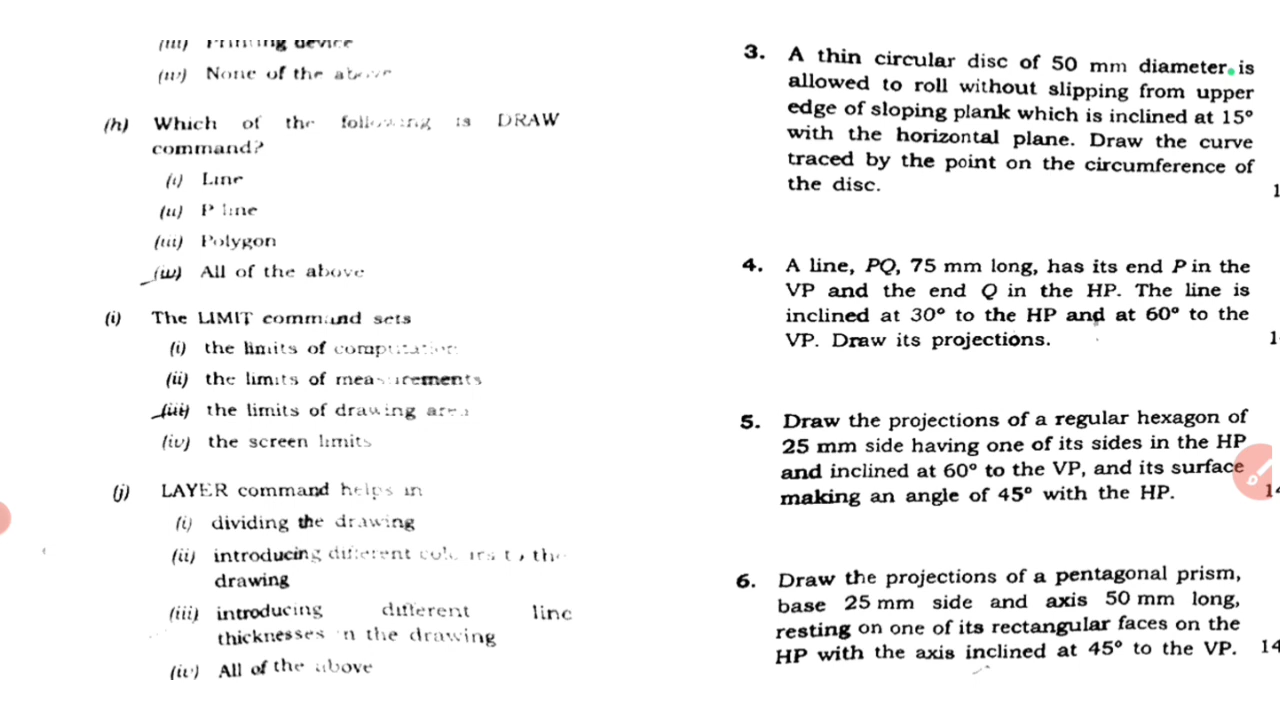 (iii) Printing device
(iv) None of the above
(h) Which of the following is DRAW
command?
(i) Line
(ii) P line
(iii) Polygon
(iv) All of the above
(i) The LIMIT command sets
(i) the limits of computation
(ii) the limits of measurements
(iii) the limits of drawing area
(iv) the screen limits
(j) LAYER command helps in
(i) dividing the drawing
(ii) introducing different colours to the
drawing
(iii) introducing different line
thicknesses in the drawing
(iv) All of the above
3. A thin circular disc of 50 mm diameter is
allowed to roll without slipping from upper
edge of sloping plank which is inclined at 15°
with the horizontal plane. Draw the curve
traced by the point on the circumference of
the disc.
4. A line, PQ, 75 mm long, has its end P in the
VP and the end Q in the HP. The line is
inclined at 30° to the HP and at 60° to the
VP. Draw its projections.
5. Draw the projections of a regular hexagon of
25 mm side having one of its sides in the HP
and inclined at 60° to the VP, and its surface
making an angle of 45° with the HP.
6. Draw the projections of a pentagonal prism,
base 25 mm side and axis 50 mm long,
resting on one of its rectangular faces on the
HP with the axis inclined at 45° to the VP. 14